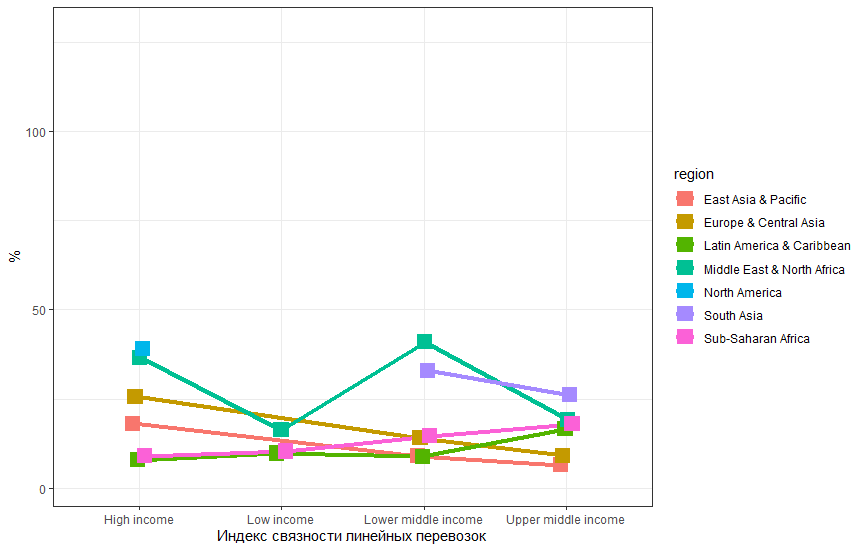 %
100
50
0
High income
Low income
Lower middle income
Upper middle income
Индекс связности линейных перевозок
region
East Asia & Pacific
Europe & Central Asia
Latin America & Caribbean
Middle East & North Africa
North America
South Asia
Sub-Saharan Africa